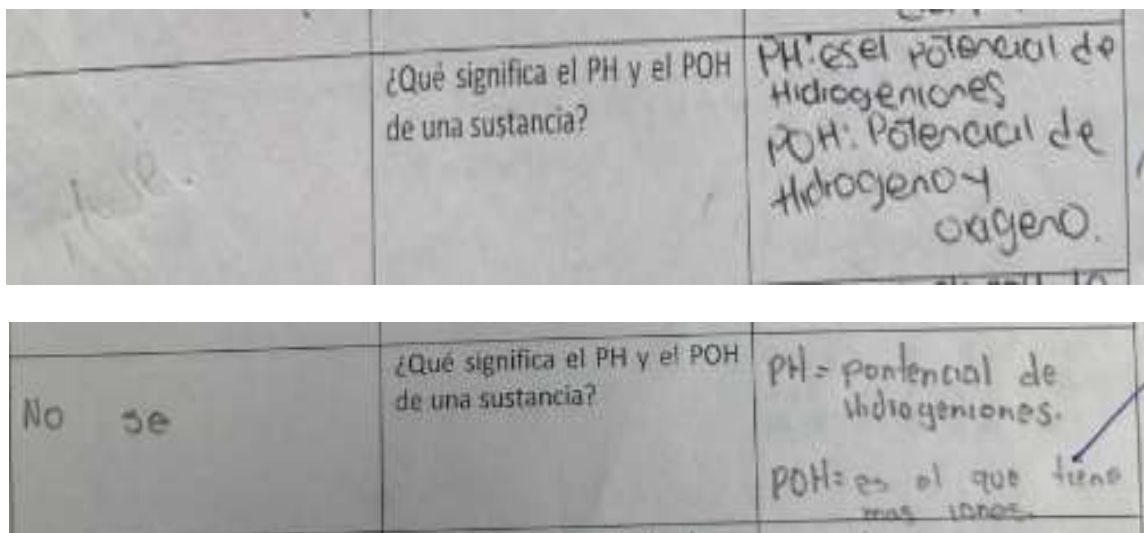 ¿Qué significa el PH y el POH
de una sustancia?
PH: es el potencial de
Hidrogeniones
POH: Potencial de
Hidrogeno y
oxigeno.
No se
¿Qué significa el PH y el POH
de una sustancia?
PH = pontencial de
hidrogeniones.
POH = es el que tiene
mas iones.